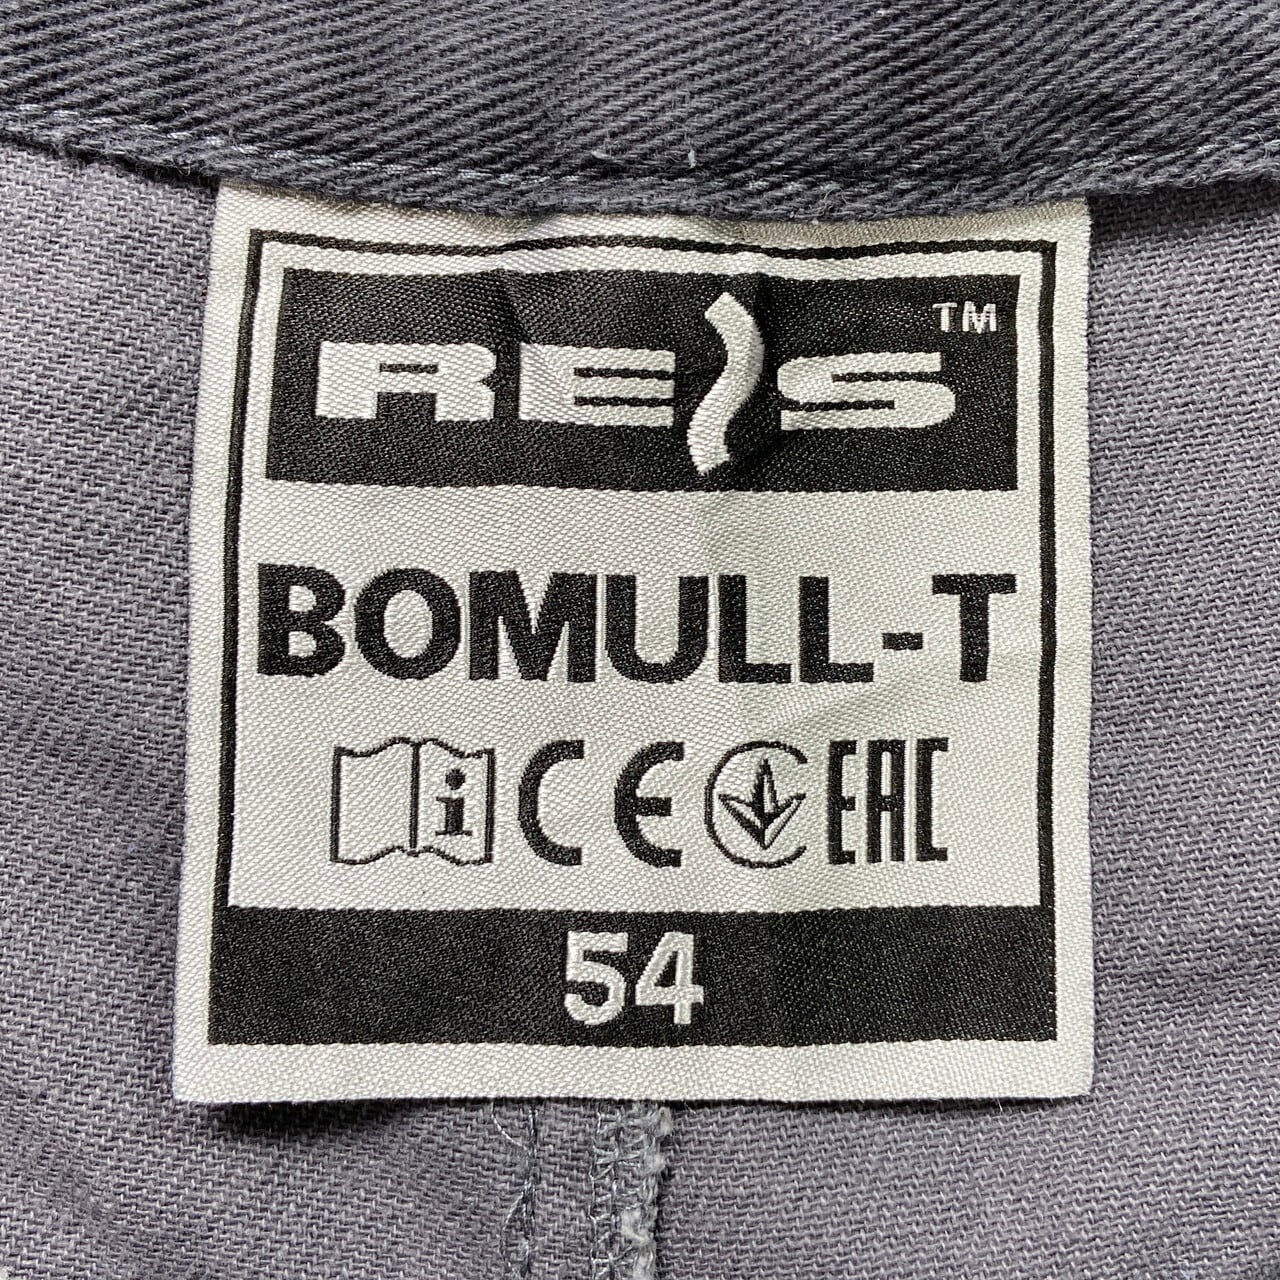 REIS™
BOMULL-T
i CE EAC
54